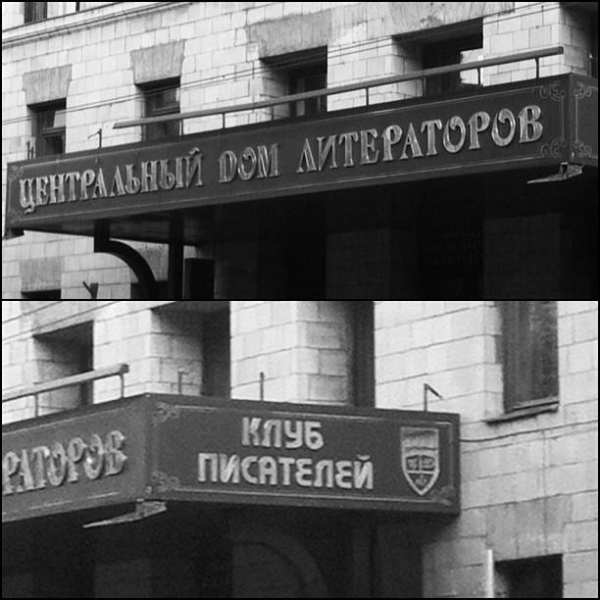 ЦЕНТРАЛЬНЫЙ ДОМ ЛИТЕРАТОРОВ
РАТОРОВ
КЛУБ
ПИСАТЕЛЕЙ